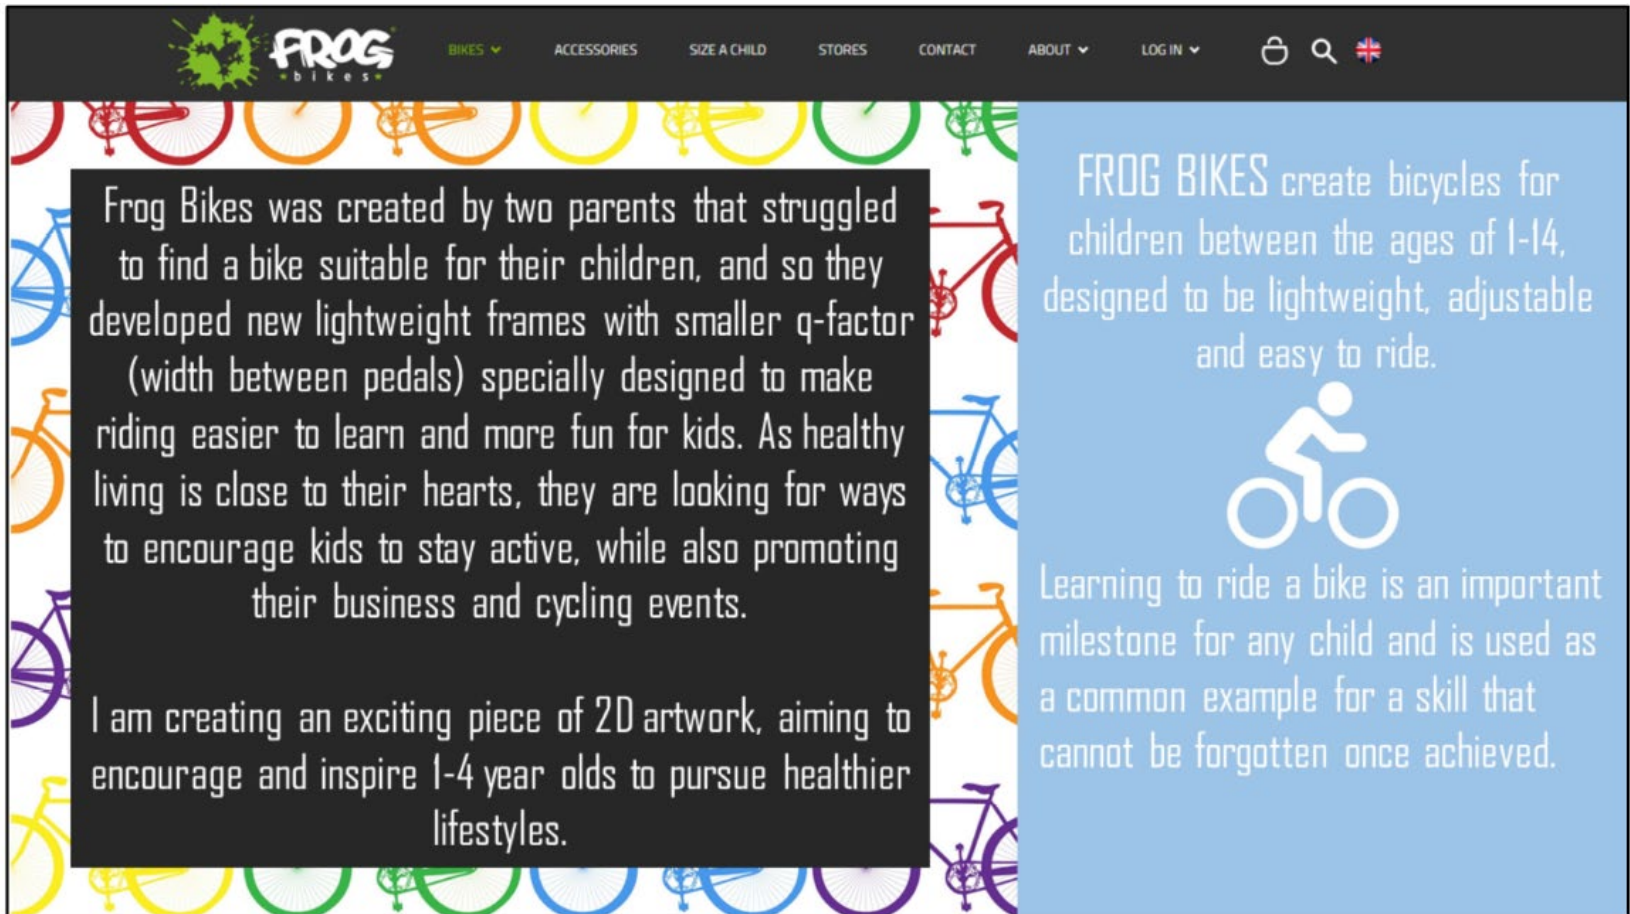 FROG
bikes
BIKES
ACCESSORIES
SIZE A CHILD
STORES
CONTACT
ABOUT
LOG IN
Frog Bikes was created by two parents that struggled
to find a bike suitable for their children, and so they
developed new lightweight frames with smaller q-factor
(width between pedals) specially designed to make
riding easier to learn and more fun for kids. As healthy
living is close to their hearts, they are looking for ways
to encourage kids to stay active, while also promoting
their business and cycling events.
I am creating an exciting piece of 2D artwork, aiming to
encourage and inspire 1-4 year olds to pursue healthier
lifestyles.
FROG BIKES create bicycles for
children between the ages of 1-14,
designed to be lightweight, adjustable
and easy to ride.
Learning to ride a bike is an important
milestone for any child and is used as
a common example for a skill that
cannot be forgotten once achieved.